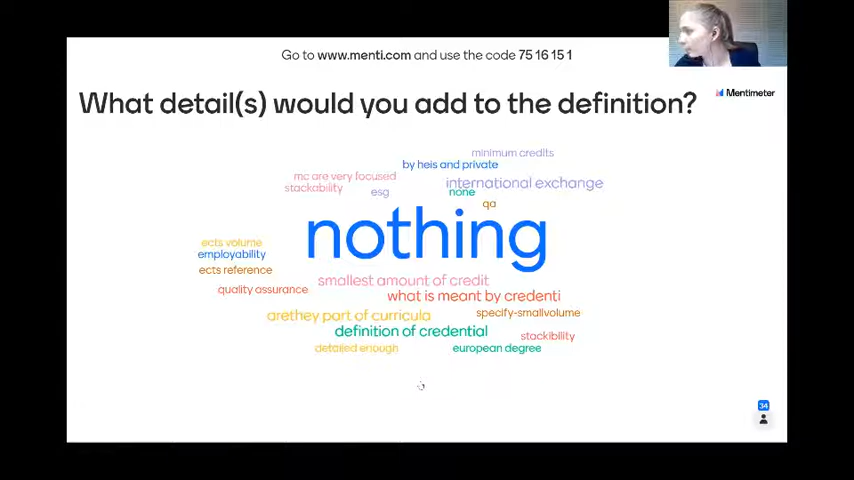 Go to www.menti.com and use the code 75 16 15 1
What detail(s) would you add to the definition?
Mentimeter
minimum credits
by heis and private
mc are very focused
international exchange
stackability
esg
none
qa
nothing
ects volume
employability
ects reference
smallest amount of credit
quality assurance
what is meant by credenti
arethey part of curricula
specify-smallvolume
definition of credential
stackibility
detailed enough
european degree
34